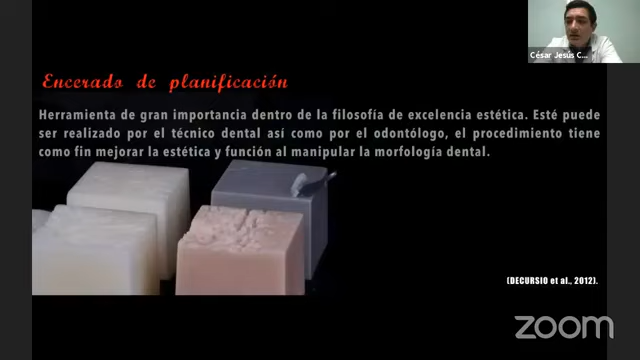 César Jesús C...
Encerado de planificación
Herramienta de gran importancia dentro de la filosofía de excelencia estética. Esté puede
ser realizado por el técnico dental así como por el odontólogo, el procedimiento tiene
como fin mejorar la estética y función al manipular la morfología dental.
(DECURSIO et al., 2012).
zoom